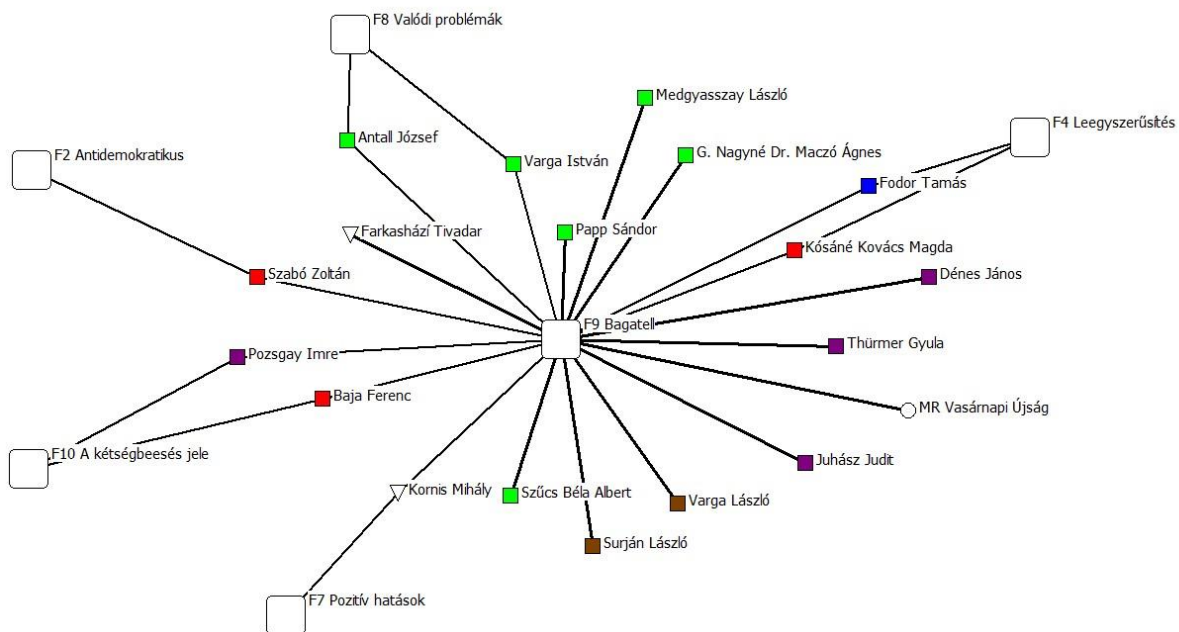 F8 Valódi problémák
Medgyasszay László
F4 Leegyszerűsítés
Antall József
G. Nagyné Dr. Maczó Ágnes
F2 Antidemokratikus
Varga István
Fodor Tamás
Farkashází Tivadar
Papp Sándor
Kósáné Kovács Magda
Szabó Zoltán
Dénes János
F9 Bagatell
Thürmer Gyula
Pozsgay Imre
Baja Ferenc
MR Vasárnapi Újság
F10 A kétségbeesés jele
Juhász Judit
Kornis Mihály
Szűcs Béla Albert
Varga László
Surján László
F7 Pozitív hatások